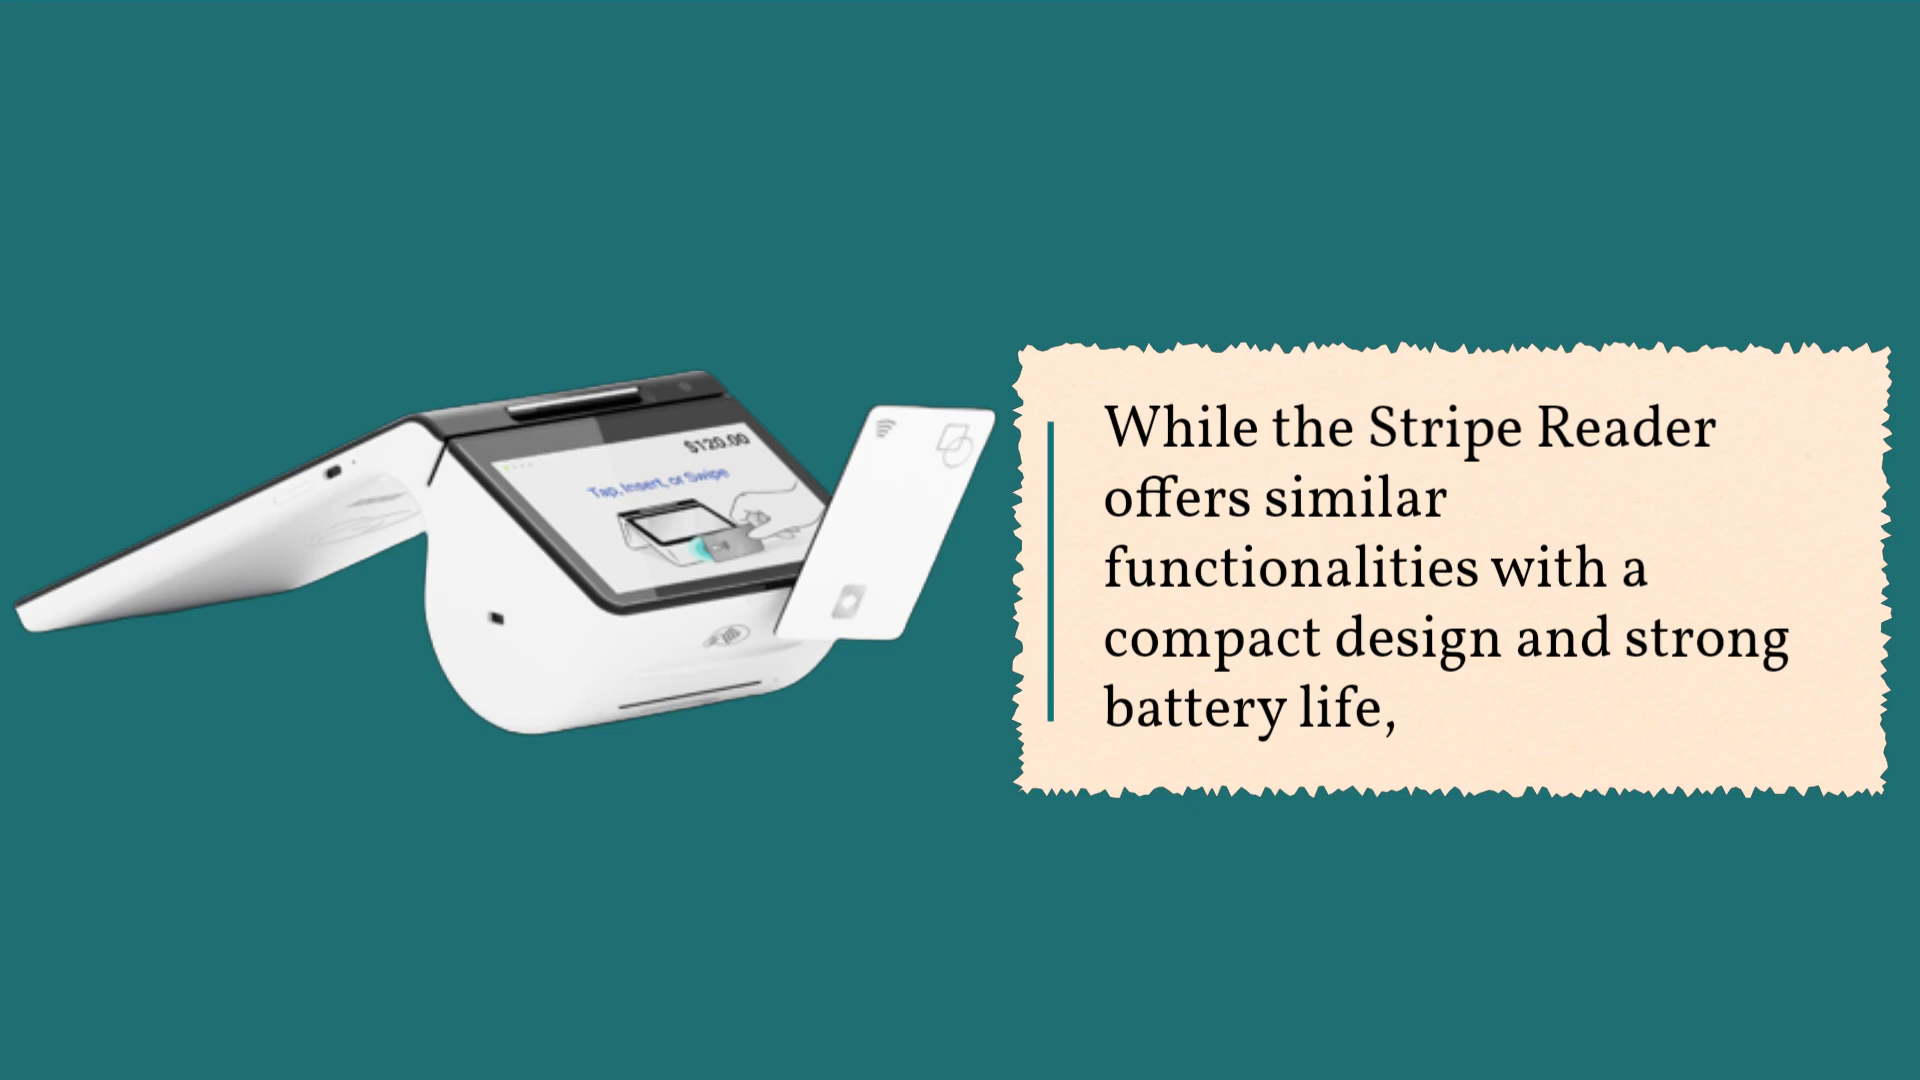 $120.00
Tap, Insert, or Swipe
While the Stripe Reader
offers similar
functionalities with a
compact design and strong
battery life,